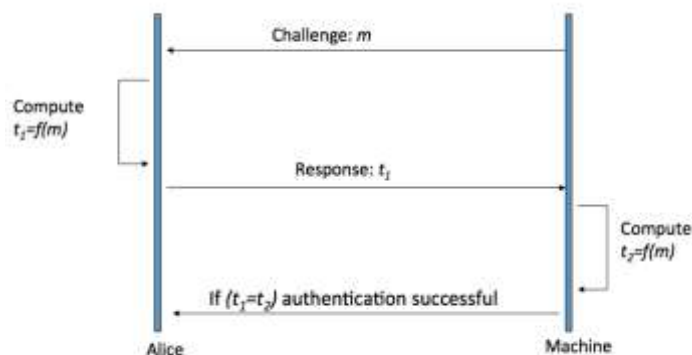 Challenge: m
Compute
t₁=f(m)
Response: t₁
Compute
t₂=f(m)
If (t₁=t₂) authentication successful
Alice
Machine